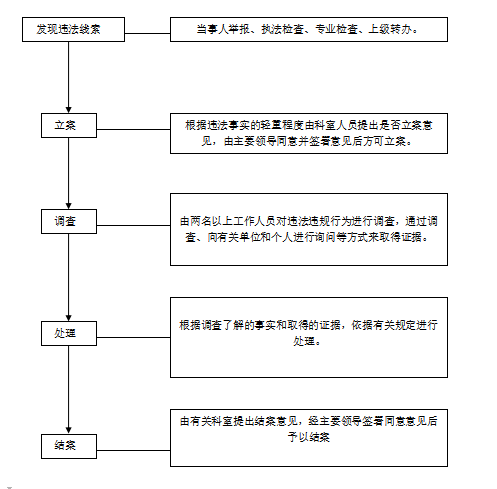 发现违法线索
当事人举报、执法检查、专业检查、上级转办。
立案
根据违法事实的轻重程度由科室人员提出是否立案意
见，由主要领导同意并签署意见后方可立案。
调查
由两名以上工作人员对违法违规行为进行调查，通过调
查、向有关单位和个人进行询问等方式来取得证据。
处理
根据调查了解的事实和取得的证据，依据有关规定进行
处理。
结案
由有关科室提出结案意见，经主要领导签署同意意见后
予以结案